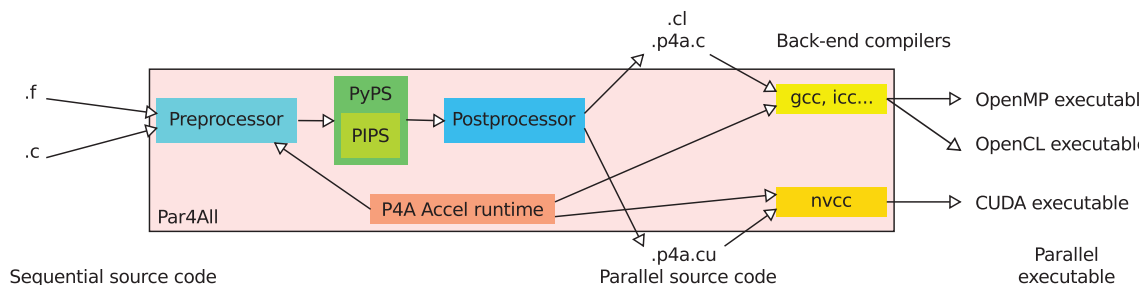 .cl
.p4a.c
Back-end compilers
.f
PyPS
gcc, icc...
OpenMP executabl
Preprocessor
Postprocessor
PIPS
OpenCL executable
.c
P4A Accel runtime
nvcc
CUDA executable
Par4All
.p4a.cu
Parallel
Sequential source code
Parallel source code
executable